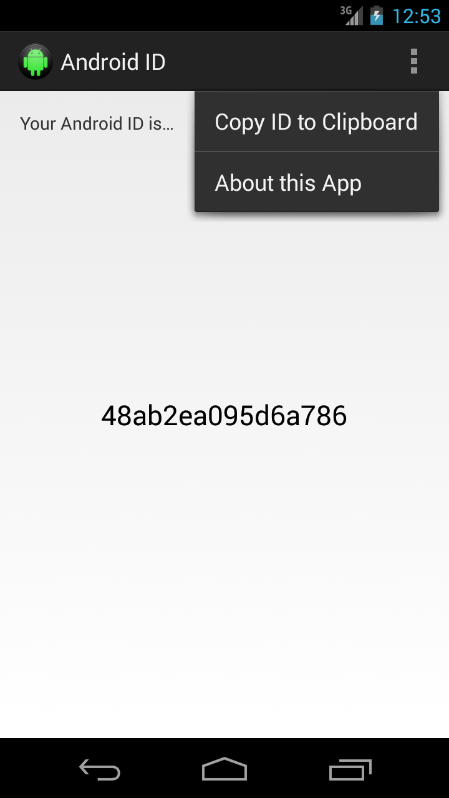 3G 12:53
Android ID
Your Android ID is...
Copy ID to Clipboard
About this App
48ab2ea095d6a786